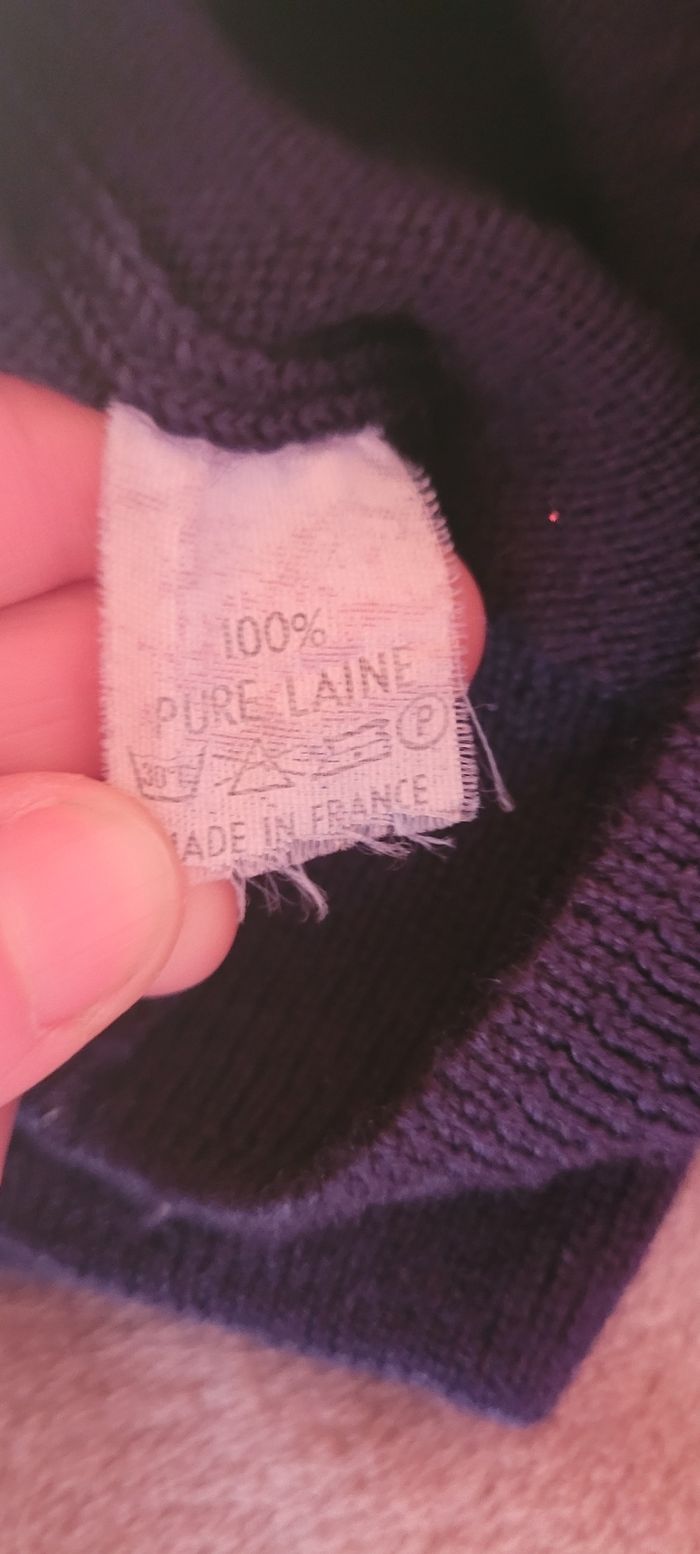 100%
PURE LAINE
30° P
MADE IN FRANCE